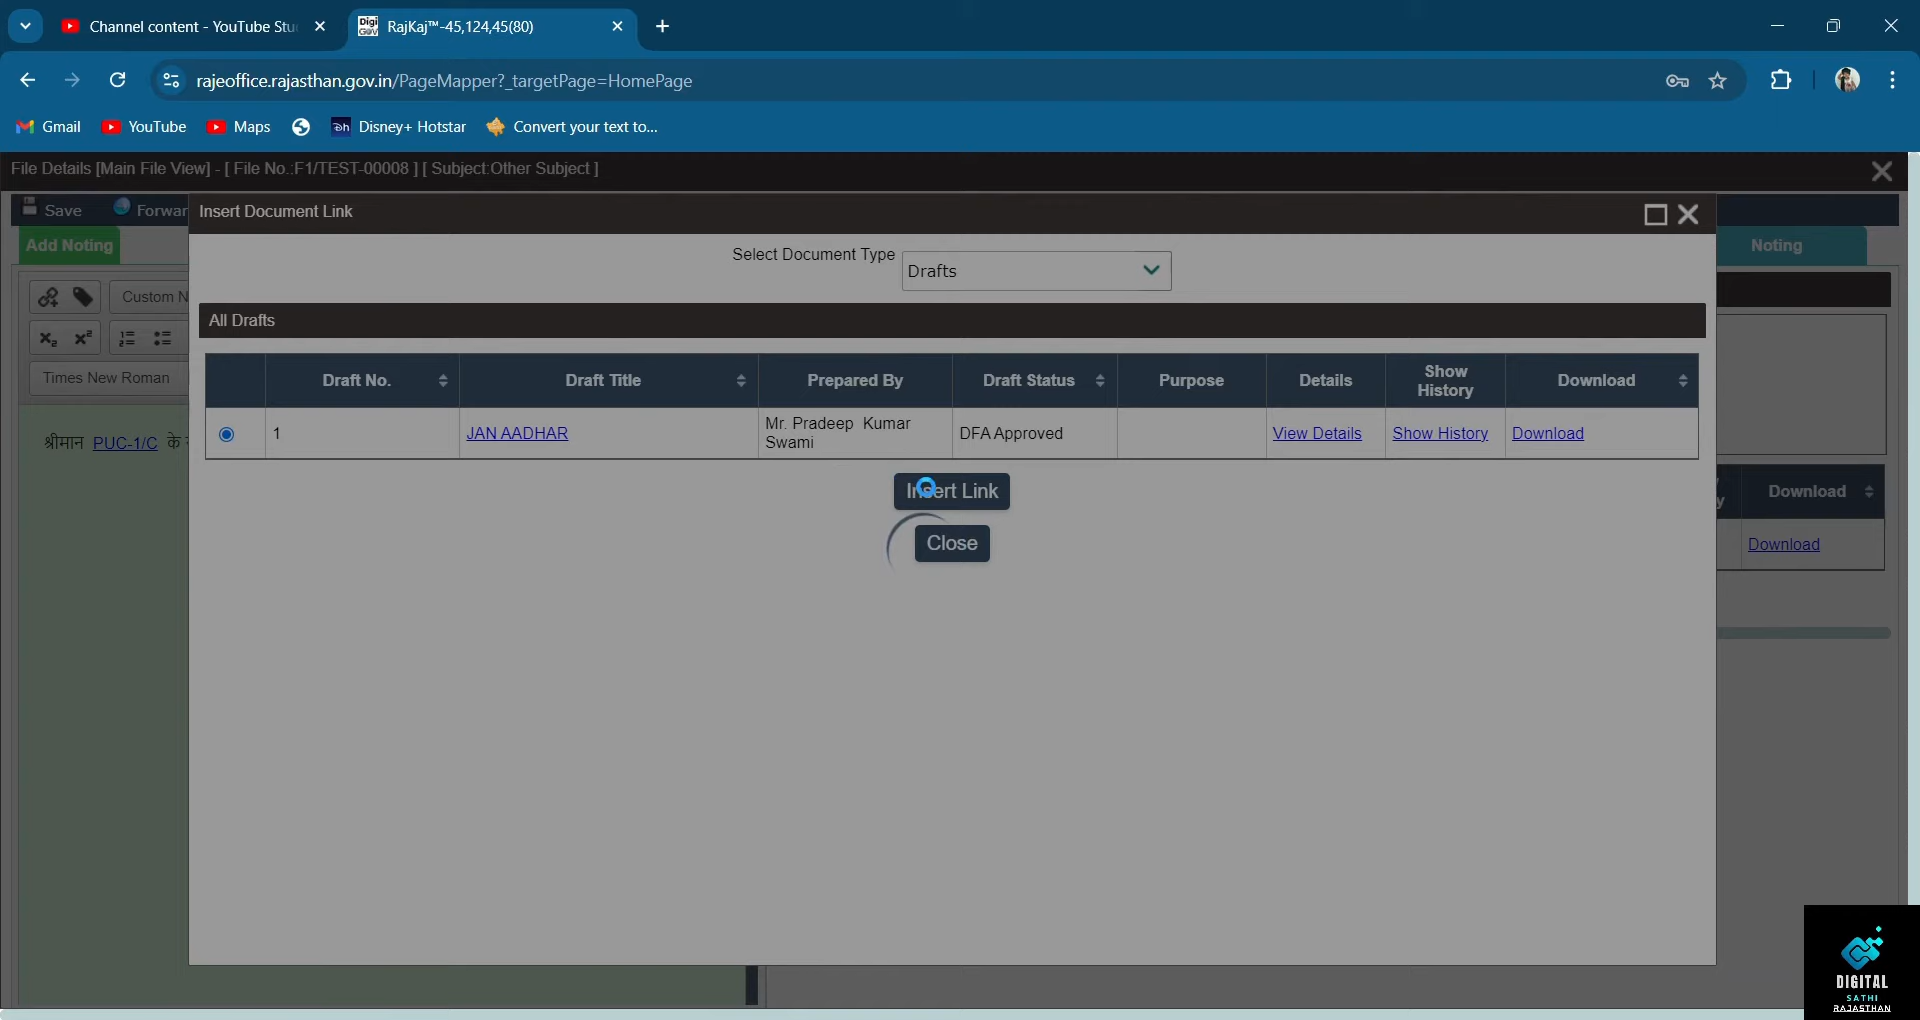 Channel content - YouTube Stu
RajKaj™-45,124,45(80)
rajeoffice.rajasthan.gov.in/PageMapper?_targetPage=HomePage
Gmail YouTube Maps Disney+ Hotstar Convert your text to...
File Details [Main File View] - [ File No.:F1/TEST-00008 ] [ Subject:Other Subject ]
Save Forwar
Insert Document Link
Add Noting
Noting
Select Document Type Drafts
Custom N
All Drafts
Times New Roman
Draft No. Draft Title Prepared By Draft Status Purpose Details Show History Download
1 JAN AADHAR Mr. Pradeep Kumar Swami DFA Approved View Details Show History Download
श्रीमान PUC-1/C के
Insert Link
Download
Close
Download
DIGITAL
SATHI
RAJASTHAN